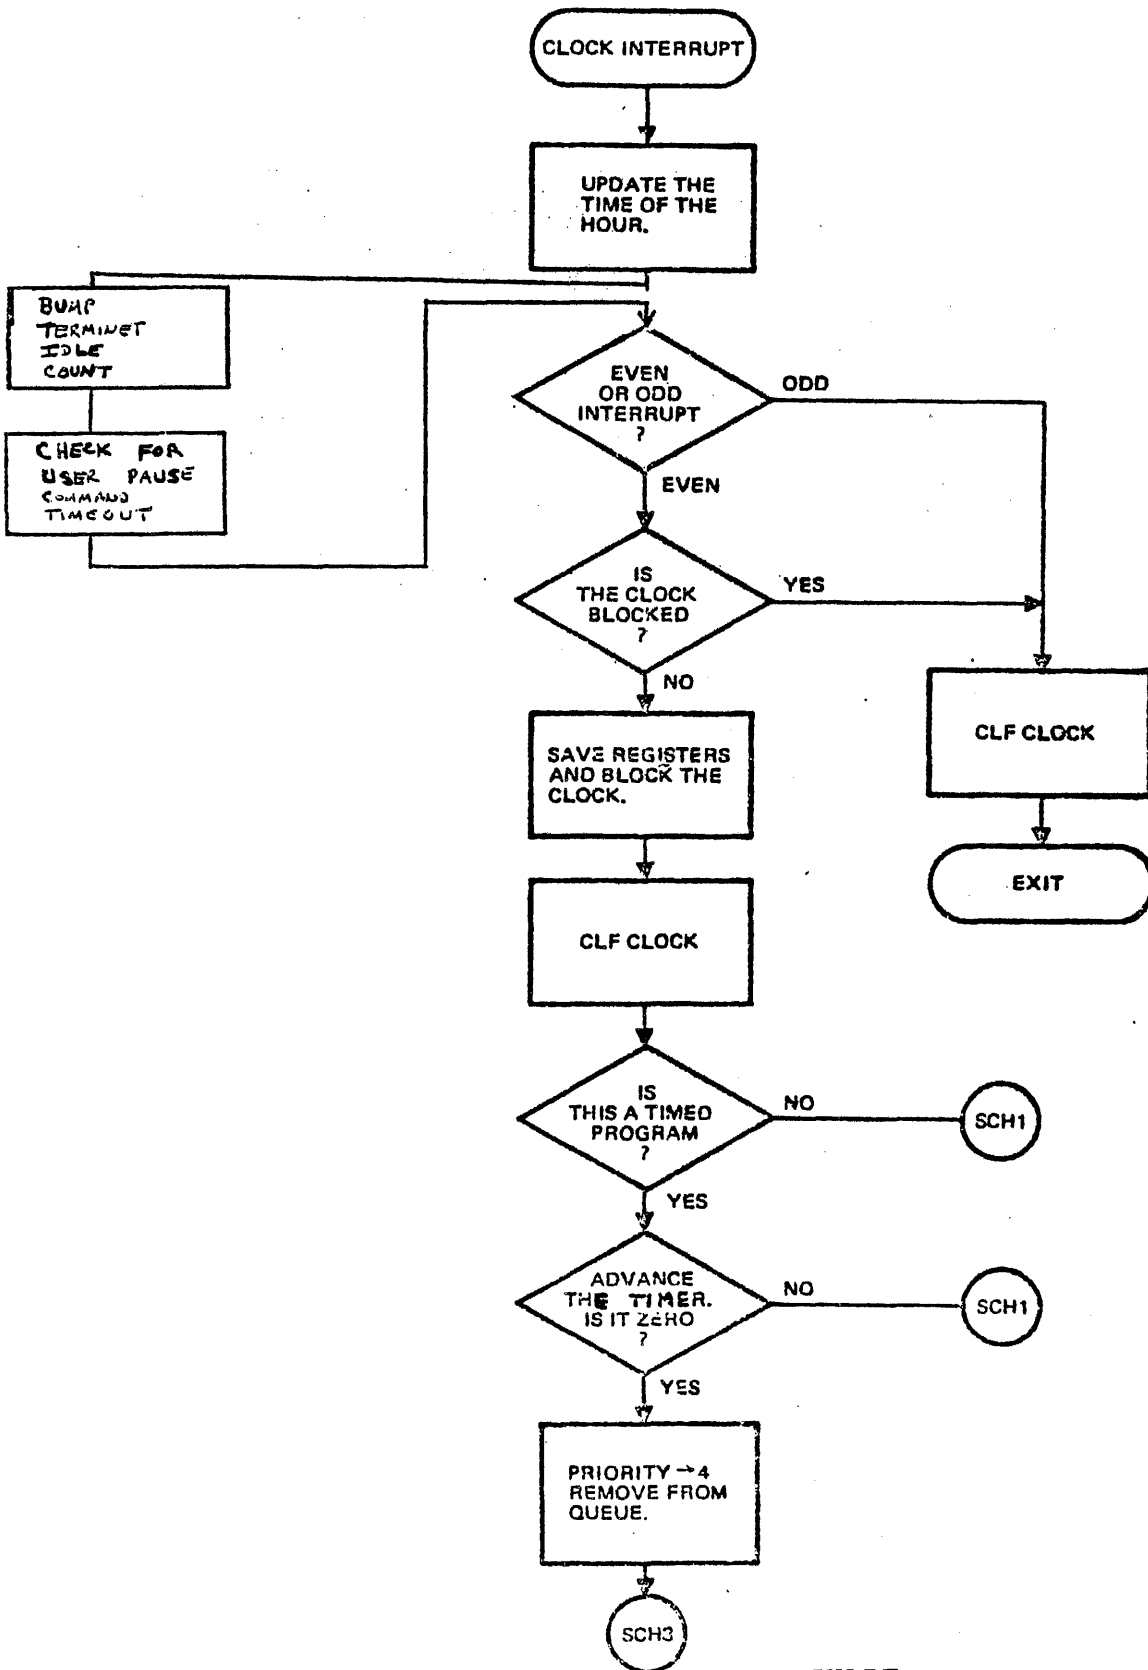 CLOCK INTERRUPT
UPDATE THE
TIME OF THE
HOUR.
BUMP
TERMINET
IDLE
COUNT
CHECK FOR
USER PAUSE
COMMAND
TIMEOUT
EVEN
OR ODD
INTERRUPT
?
ODD
EVEN
IS
THE CLOCK
BLOCKED
?
YES
NO
SAVE REGISTERS
AND BLOCK THE
CLOCK.
CLF CLOCK
EXIT
CLF CLOCK
IS
THIS A TIMED
PROGRAM
?
NO
SCH1
YES
ADVANCE
THE TIMER.
IS IT ZERO
?
NO
SCH1
YES
PRIORITY → 4
REMOVE FROM
QUEUE.
SCH3